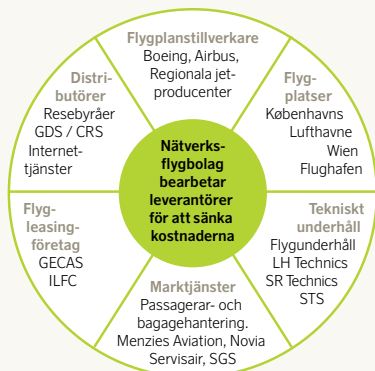 Flygplanstillverkare
Boeing, Airbus,
Regionala jet-
producenter
Flyg-
platser
Københavns
Lufthavne
Wien
Flughafen
Tekniskt
underhåll
Flygunderhåll
LH Technics
SR Technics
STS
Marktjänster
Passagerar- och
bagagehantering.
Menzies Aviation, Novia
Servisair, SGS
Flyg-
leasing-
företag
GECAS
ILFC
Distri-
butörer
Resebyråer
GDS / CRS
Internet-
tjänster
Nätverks-
flygbolag
bearbetar
leverantörer
för att sänka
kostnaderna